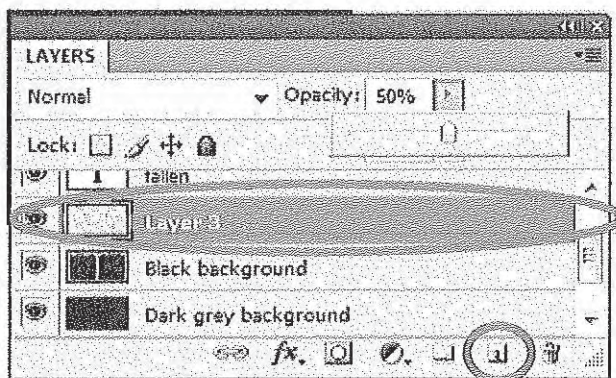 LAYERS
Normal Opacity: 50%
Lock:
fallen
Layer 3
Black background
Dark grey background
fx.